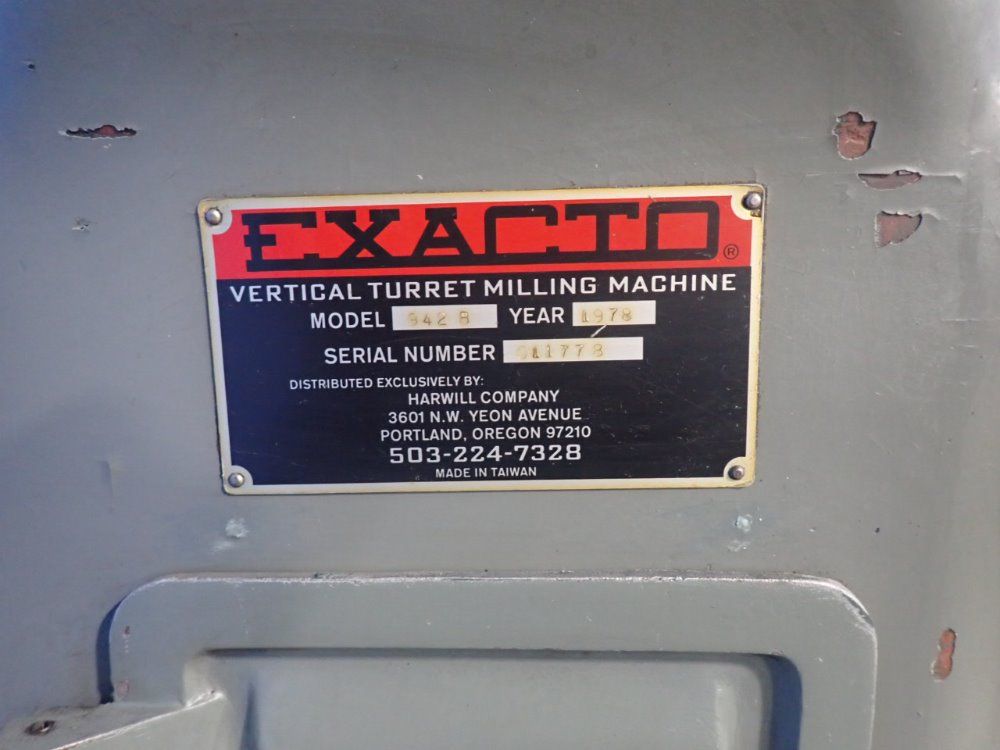 EXACTO®
VERTICAL TURRET MILLING MACHINE
MODEL 942 B YEAR 1978
SERIAL NUMBER 11778
DISTRIBUTED EXCLUSIVELY BY:
HARWILL COMPANY
3601 N.W. YEON AVENUE
PORTLAND, OREGON 97210
503-224-7328
MADE IN TAIWAN